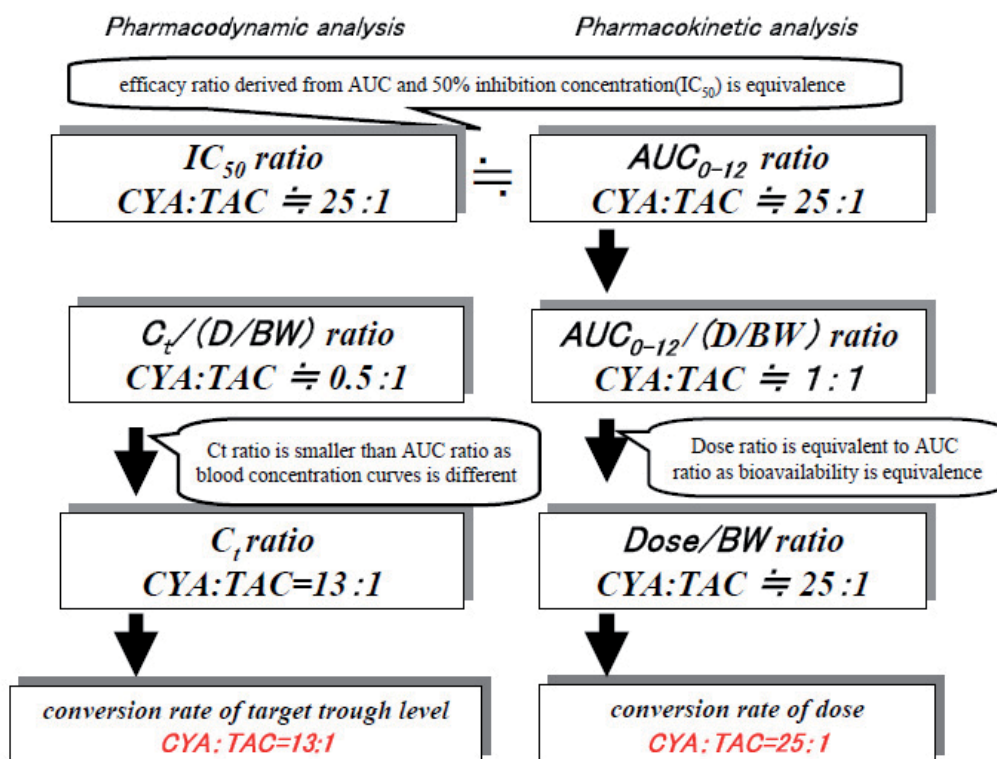 Pharmacodynamic analysis
Pharmacokinetic analysis
efficacy ratio derived from AUC and 50% inhibition concentration(IC50) is equivalence
IC50 ratio
CYA:TAC ≒ 25:1
≒
AUC0-12 ratio
CYA:TAC ≒ 25:1
Ct/(D/BW) ratio
CYA:TAC ≒ 0.5:1
AUC0-12/(D/BW) ratio
CYA:TAC ≒ 1:1
Ct ratio is smaller than AUC ratio as
blood concentration curves is different
Dose ratio is equivalent to AUC
ratio as bioavailability is equivalence
Ct ratio
CYA:TAC=13:1
Dose/BW ratio
CYA:TAC ≒ 25:1
conversion rate of target trough level
CYA:TAC=13:1
conversion rate of dose
CYA:TAC=25:1